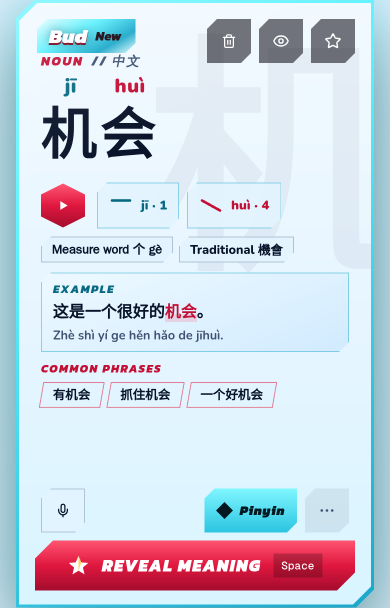 Bud New
NOUN // 中文
jī huì
机会
jī · 1 huì · 4
Measure word 个 gè Traditional 機會
EXAMPLE
这是一个很好的机会。
Zhè shì yí ge hěn hǎo de jīhuì.
COMMON PHRASES
有机会 抓住机会 一个好机会
Pinyin
REVEAL MEANING Space
机